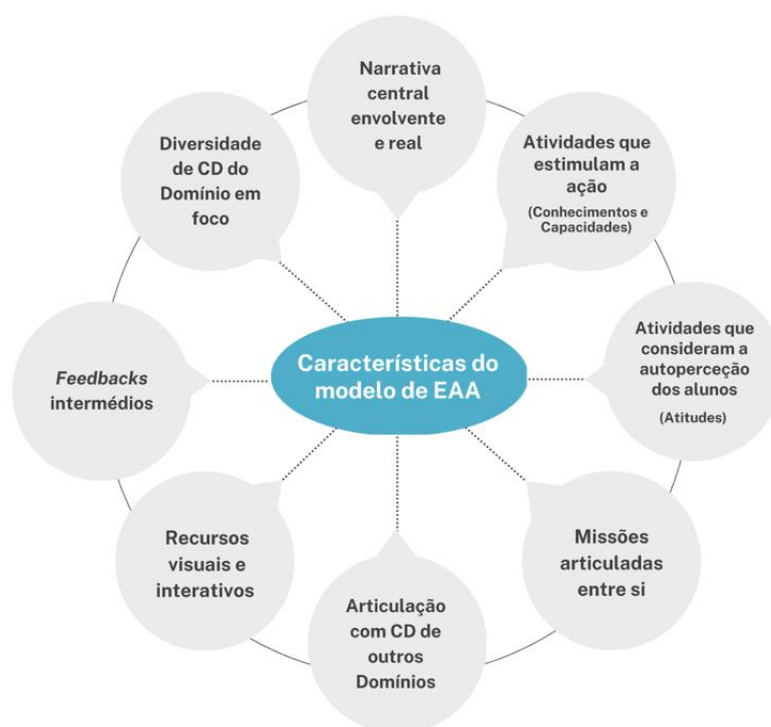 Narrativa
central
envolvente
e real
Atividades que
estimulam a
ação
(Conhecimentos e
Capacidades)
Atividades que
consideram a
autoperceção
dos alunos
(Atitudes)
Missões
articuladas
entre si
Articulação
com CD de
outros
Domínios
Recursos
visuais e
interativos
Feedbacks
intermédios
Diversidade
de CD do
Domínio em
foco
Características do
modelo de EAA